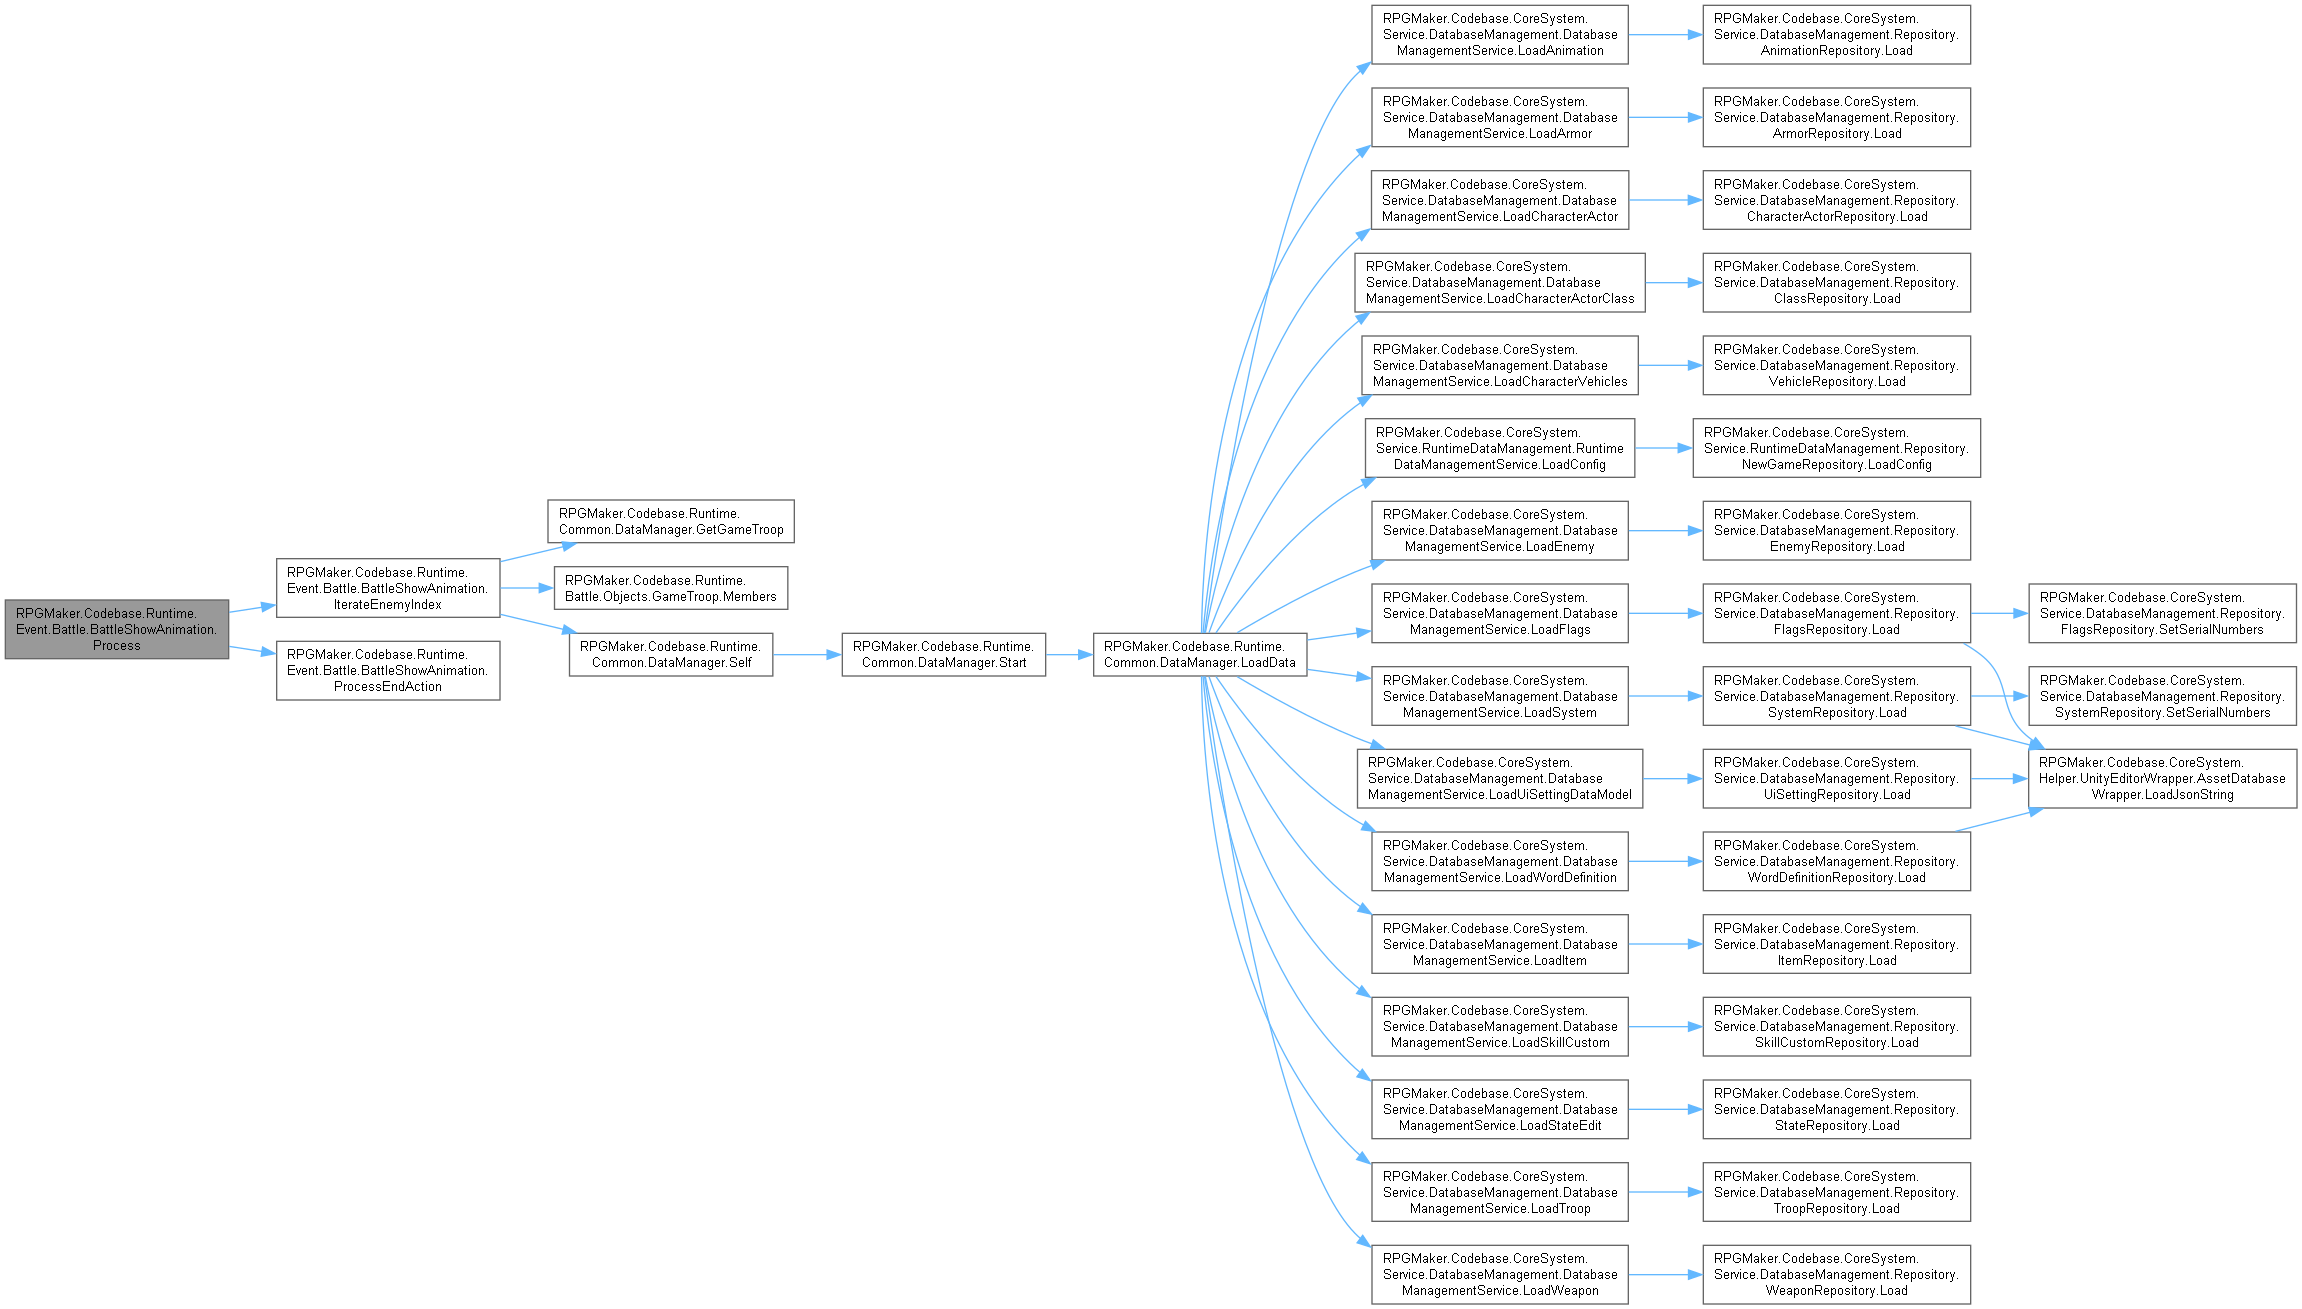 RPGMaker.Codebase.Runtime.
Event.Battle.BattleShowAnimation.
Process
RPGMaker.Codebase.Runtime.
Event.Battle.BattleShowAnimation.
IterateEnemyIndex
RPGMaker.Codebase.Runtime.
Event.Battle.BattleShowAnimation.
ProcessEndAction
RPGMaker.Codebase.Runtime.
Common.DataManager.GetGameTroop
RPGMaker.Codebase.Runtime.
Battle.Objects.GameTroop.Members
RPGMaker.Codebase.Runtime.
Common.DataManager.Self
RPGMaker.Codebase.Runtime.
Common.DataManager.Start
RPGMaker.Codebase.Runtime.
Common.DataManager.LoadData
RPGMaker.Codebase.CoreSystem.
Service.DatabaseManagement.Database
ManagementService.LoadAnimation
RPGMaker.Codebase.CoreSystem.
Service.DatabaseManagement.Repository.
AnimationRepository.Load
RPGMaker.Codebase.CoreSystem.
Service.DatabaseManagement.Database
ManagementService.LoadArmor
RPGMaker.Codebase.CoreSystem.
Service.DatabaseManagement.Repository.
ArmorRepository.Load
RPGMaker.Codebase.CoreSystem.
Service.DatabaseManagement.Database
ManagementService.LoadCharacterActor
RPGMaker.Codebase.CoreSystem.
Service.DatabaseManagement.Repository.
CharacterActorRepository.Load
RPGMaker.Codebase.CoreSystem.
Service.DatabaseManagement.Database
ManagementService.LoadCharacterActorClass
RPGMaker.Codebase.CoreSystem.
Service.DatabaseManagement.Repository.
ClassRepository.Load
RPGMaker.Codebase.CoreSystem.
Service.DatabaseManagement.Database
ManagementService.LoadCharacterVehicles
RPGMaker.Codebase.CoreSystem.
Service.DatabaseManagement.Repository.
VehicleRepository.Load
RPGMaker.Codebase.CoreSystem.
Service.RuntimeDataManagement.Runtime
DataManagementService.LoadConfig
RPGMaker.Codebase.CoreSystem.
Service.RuntimeDataManagement.Repository.
NewGameRepository.LoadConfig
RPGMaker.Codebase.CoreSystem.
Service.DatabaseManagement.Database
ManagementService.LoadEnemy
RPGMaker.Codebase.CoreSystem.
Service.DatabaseManagement.Repository.
EnemyRepository.Load
RPGMaker.Codebase.CoreSystem.
Service.DatabaseManagement.Database
ManagementService.LoadFlags
RPGMaker.Codebase.CoreSystem.
Service.DatabaseManagement.Repository.
FlagsRepository.Load
RPGMaker.Codebase.CoreSystem.
Service.DatabaseManagement.Repository.
FlagsRepository.SetSerialNumbers
RPGMaker.Codebase.CoreSystem.
Service.DatabaseManagement.Database
ManagementService.LoadSystem
RPGMaker.Codebase.CoreSystem.
Service.DatabaseManagement.Repository.
SystemRepository.Load
RPGMaker.Codebase.CoreSystem.
Service.DatabaseManagement.Repository.
SystemRepository.SetSerialNumbers
RPGMaker.Codebase.CoreSystem.
Service.DatabaseManagement.Database
ManagementService.LoadUiSettingDataModel
RPGMaker.Codebase.CoreSystem.
Service.DatabaseManagement.Repository.
UiSettingRepository.Load
RPGMaker.Codebase.CoreSystem.
Helper.UnityEditorWrapper.AssetDatabase
Wrapper.LoadJsonString
RPGMaker.Codebase.CoreSystem.
Service.DatabaseManagement.Database
ManagementService.LoadWordDefinition
RPGMaker.Codebase.CoreSystem.
Service.DatabaseManagement.Repository.
WordDefinitionRepository.Load
RPGMaker.Codebase.CoreSystem.
Service.DatabaseManagement.Database
ManagementService.LoadItem
RPGMaker.Codebase.CoreSystem.
Service.DatabaseManagement.Repository.
ItemRepository.Load
RPGMaker.Codebase.CoreSystem.
Service.DatabaseManagement.Database
ManagementService.LoadSkillCustom
RPGMaker.Codebase.CoreSystem.
Service.DatabaseManagement.Repository.
SkillCustomRepository.Load
RPGMaker.Codebase.CoreSystem.
Service.DatabaseManagement.Database
ManagementService.LoadStateEdit
RPGMaker.Codebase.CoreSystem.
Service.DatabaseManagement.Repository.
StateRepository.Load
RPGMaker.Codebase.CoreSystem.
Service.DatabaseManagement.Database
ManagementService.LoadTroop
RPGMaker.Codebase.CoreSystem.
Service.DatabaseManagement.Repository.
TroopRepository.Load
RPGMaker.Codebase.CoreSystem.
Service.DatabaseManagement.Database
ManagementService.LoadWeapon
RPGMaker.Codebase.CoreSystem.
Service.DatabaseManagement.Repository.
WeaponRepository.Load